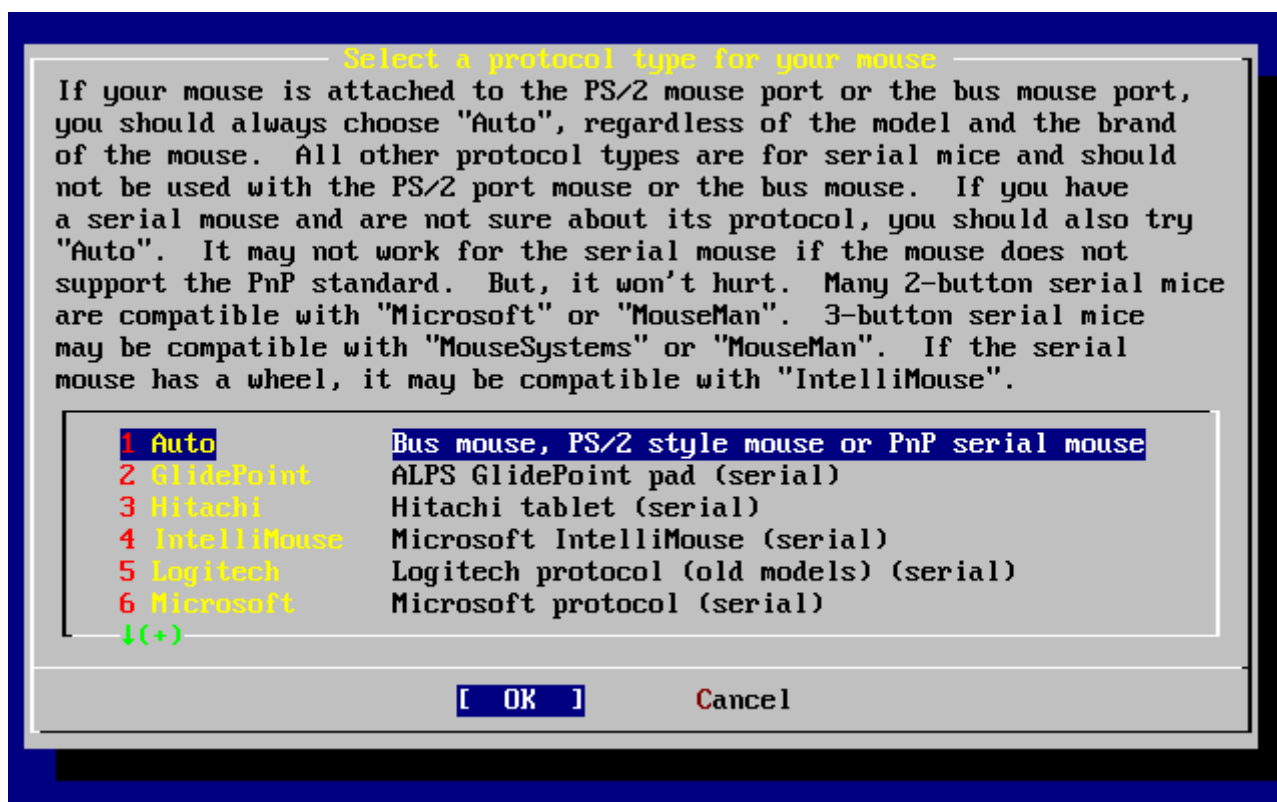 Select a protocol type for your mouse
If your mouse is attached to the PS/2 mouse port or the bus mouse port,
you should always choose "Auto", regardless of the model and the brand
of the mouse.  All other protocol types are for serial mice and should
not be used with the PS/2 port mouse or the bus mouse.  If you have
a serial mouse and are not sure about its protocol, you should also try
"Auto".  It may not work for the serial mouse if the mouse does not
support the PnP standard.  But, it won't hurt.  Many 2-button serial mice
are compatible with "Microsoft" or "MouseMan".  3-button serial mice
may be compatible with "MouseSystems" or "MouseMan".  If the serial
mouse has a wheel, it may be compatible with "IntelliMouse".
1 Auto Bus mouse, PS/2 style mouse or PnP serial mouse
2 GlidePoint ALPS GlidePoint pad (serial)
3 Hitachi Hitachi tablet (serial)
4 IntelliMouse Microsoft IntelliMouse (serial)
5 Logitech Logitech protocol (old models) (serial)
6 Microsoft Microsoft protocol (serial)
↓(+)
[ OK ] Cancel